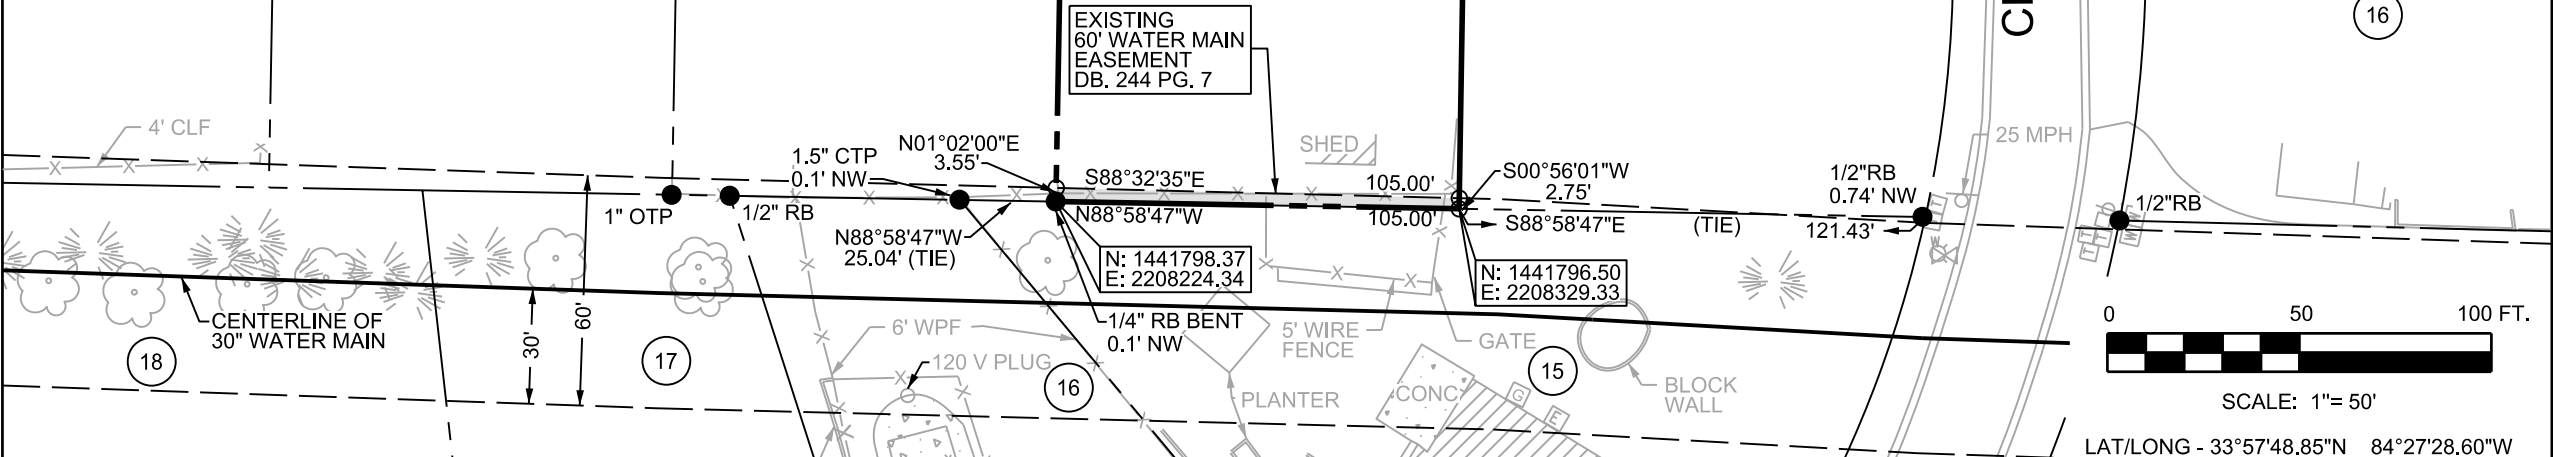 EXISTING
60' WATER MAIN
EASEMENT
DB. 244 PG. 7
16
4' CLF
1.5" CTP
0.1' NW
N01°02'00"E
3.55'
SHED
25 MPH
S88°32'35"E
105.00'
S00°56'01"W
2.75'
1/2"RB
0.74' NW
1" OTP
1/2" RB
N88°58'47"W
105.00'
S88°58'47"E
(TIE)
121.43'
1/2"RB
N88°58'47"W
25.04' (TIE)
N: 1441798.37
E: 2208224.34
N: 1441796.50
E: 2208329.33
CENTERLINE OF
30" WATER MAIN
30'
60'
6' WPF
1/4" RB BENT
0.1' NW
5' WIRE
FENCE
GATE
120 V PLUG
18
17
16
15
PLANTER
CONC
G
E
BLOCK
WALL
0 50 100 FT.
SCALE: 1"= 50'
LAT/LONG - 33°57'48.85"N 84°27'28.60"W